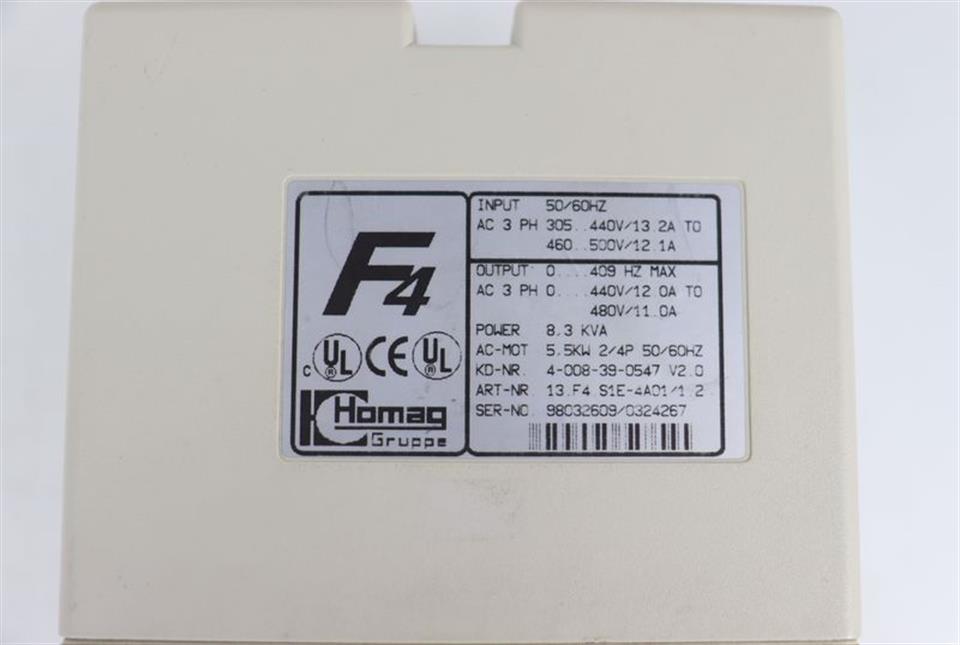 F4
c UL ® CE UL ®
Homag
Gruppe
INPUT 50/60HZ
AC 3 PH 305..440V/13.2A TO
460..500V/12.1A
OUTPUT 0....409 HZ MAX
AC 3 PH 0....440V/12.0A TO
480V/11.0A
POWER 8.3 KVA
AC-MOT 5.5KW 2/4P 50/60HZ
KD-NR. 4-008-39-0547 V2.0
ART-NR 13.F4 S1E-4A01/1.2
SER-NO. 98032609/0324267